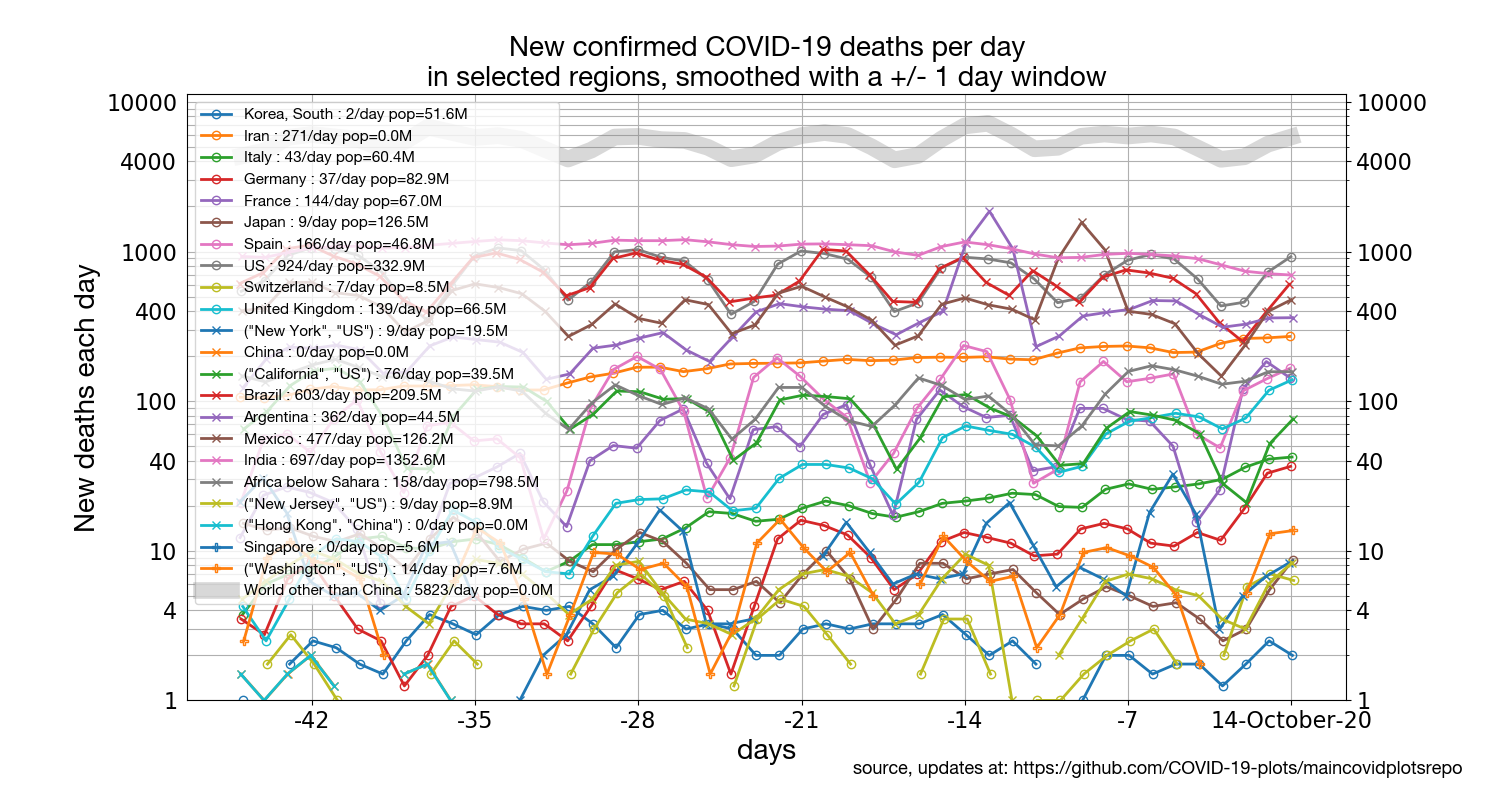 New confirmed COVID-19 deaths per day
in selected regions, smoothed with a +/- 1 day window
New deaths each day
10000
4000
1000
400
100
40
10
4
1
Korea, South : 2/day pop=51.6M
Iran : 271/day pop=0.0M
Italy : 43/day pop=60.4M
Germany : 37/day pop=82.9M
France : 144/day pop=67.0M
Japan : 9/day pop=126.5M
Spain : 166/day pop=46.8M
US : 924/day pop=332.9M
Switzerland : 7/day pop=8.5M
United Kingdom : 139/day pop=66.5M
("New York", "US") : 9/day pop=19.5M
China : 0/day pop=0.0M
("California", "US") : 76/day pop=39.5M
Brazil : 603/day pop=209.5M
Argentina : 362/day pop=44.5M
Mexico : 477/day pop=126.2M
India : 697/day pop=1352.6M
Africa below Sahara : 158/day pop=798.5M
("New Jersey", "US") : 9/day pop=8.9M
("Hong Kong", "China") : 0/day pop=0.0M
Singapore : 0/day pop=5.6M
("Washington", "US") : 14/day pop=7.6M
World other than China : 5823/day pop=0.0M
10000
4000
1000
400
100
40
10
4
1
-42 -35 -28 -21 -14 -7 14-October-20
days
source, updates at: https://github.com/COVID-19-plots/maincovidplotsrepo